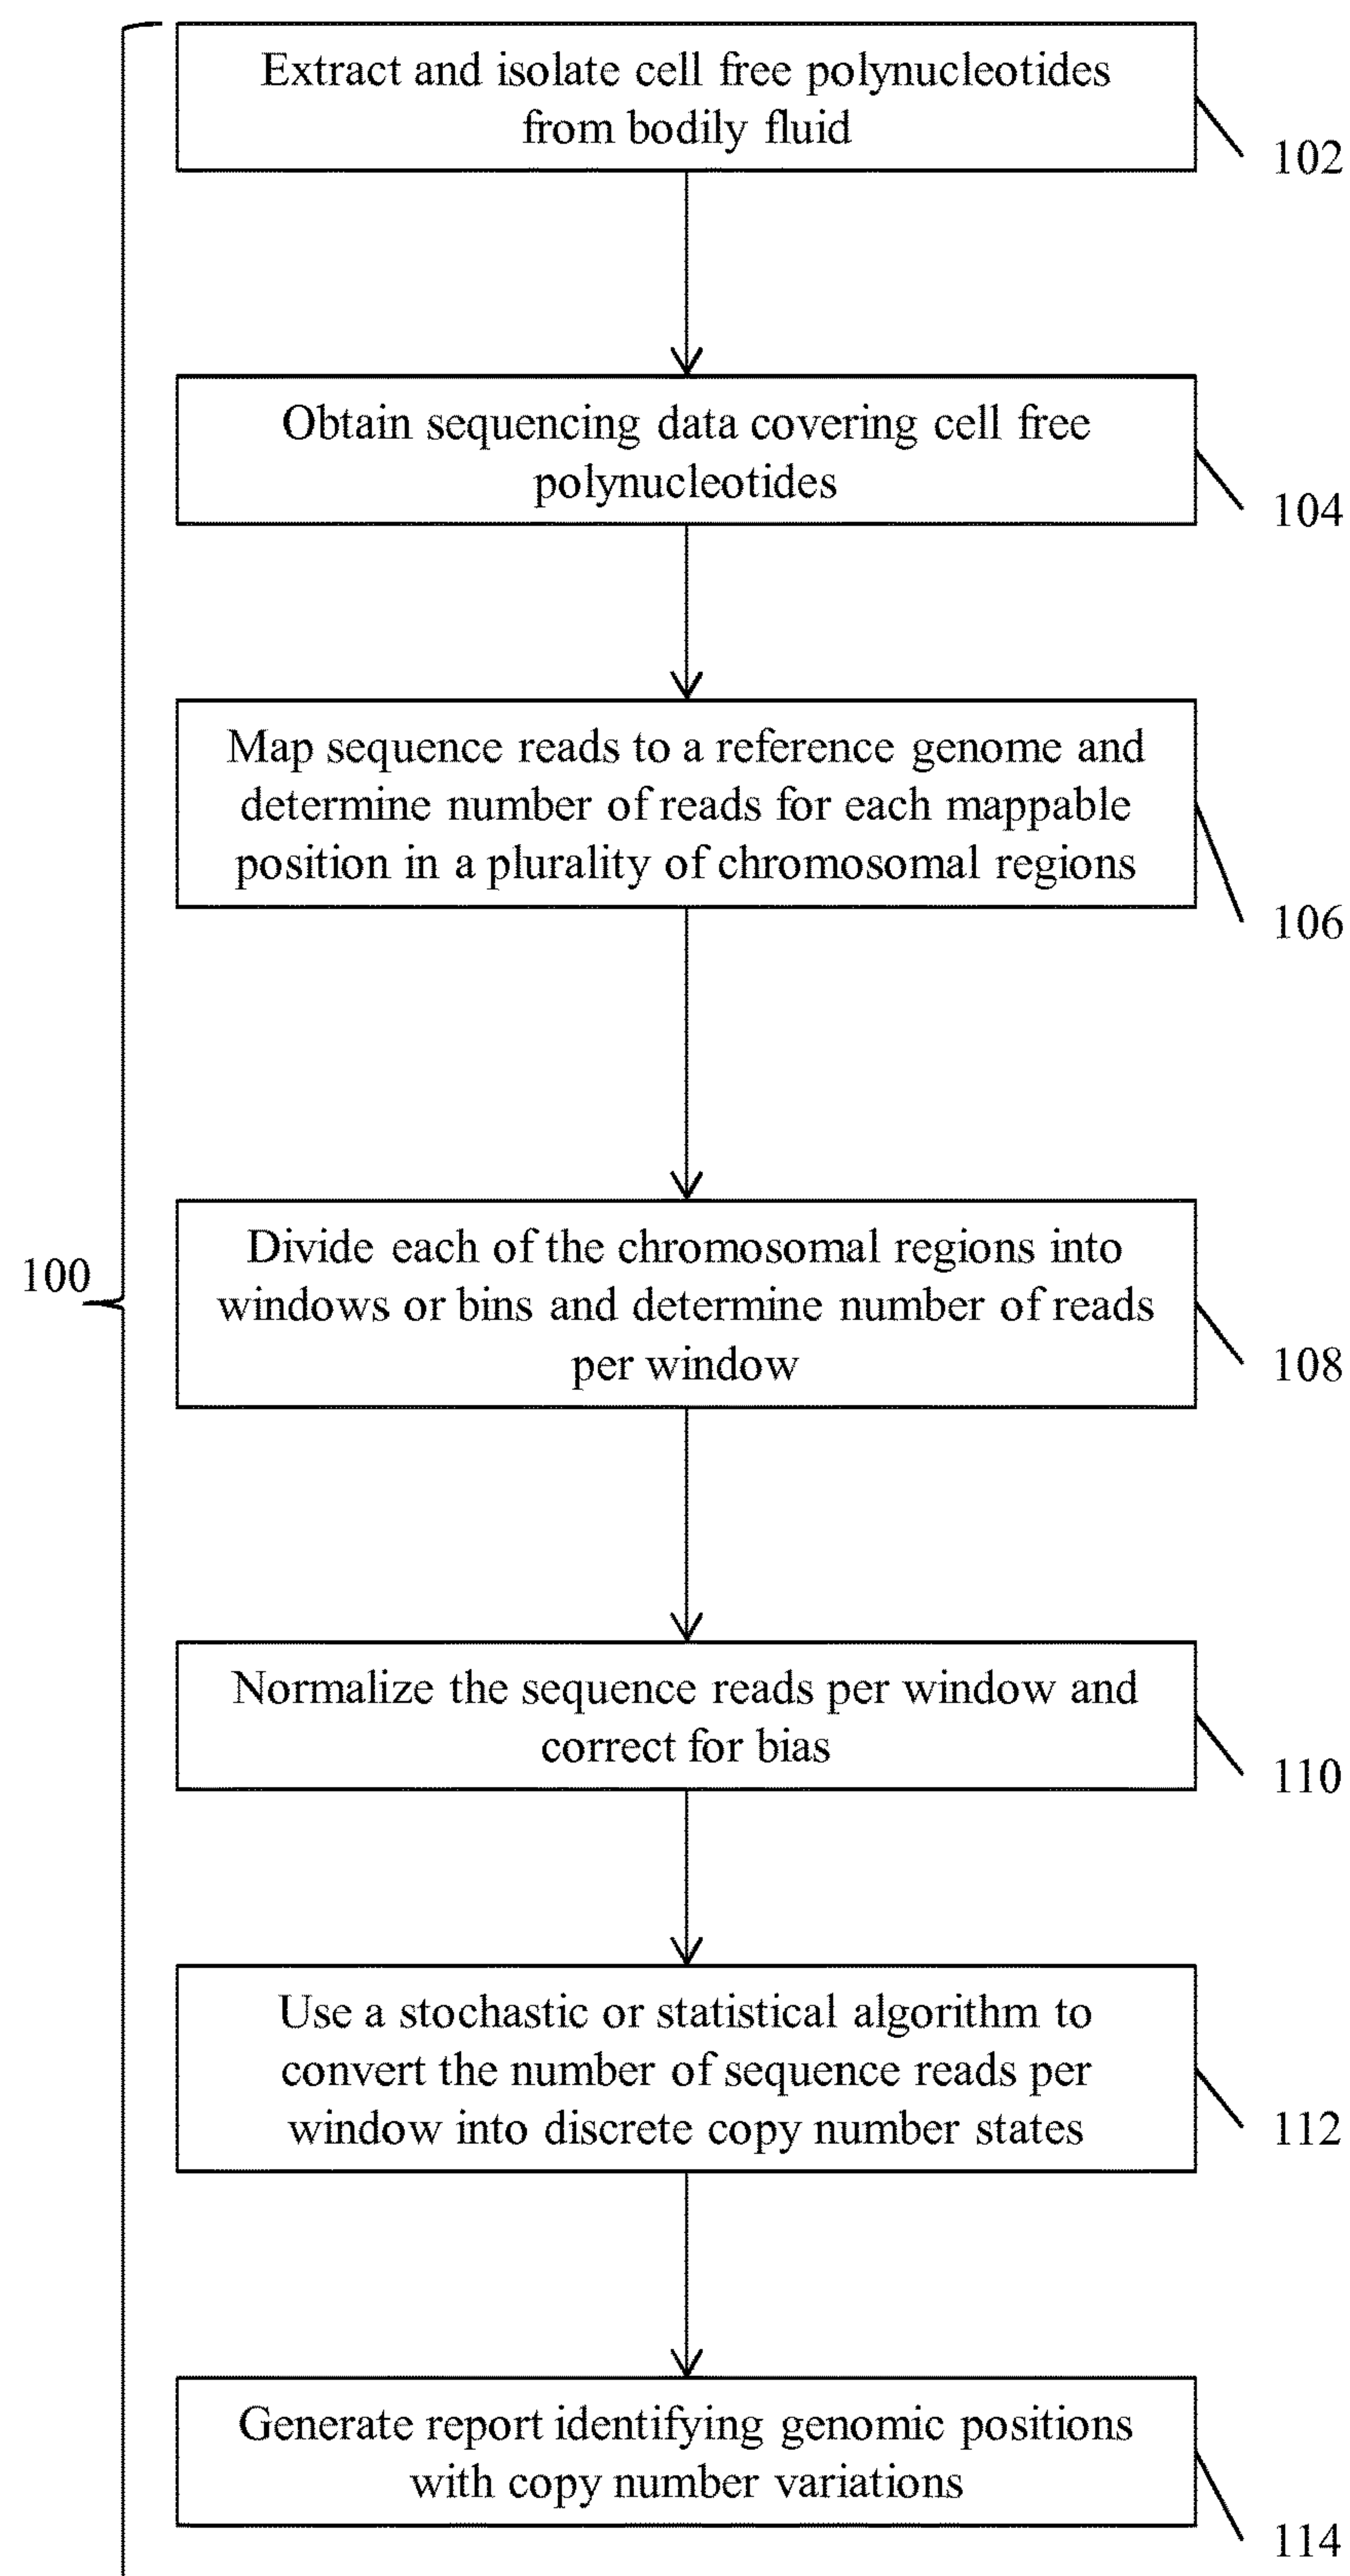 Extract and isolate cell free polynucleotides
from bodily fluid
102
Obtain sequencing data covering cell free
polynucleotides
104
Map sequence reads to a reference genome and
determine number of reads for each mappable
position in a plurality of chromosomal regions
106
100
Divide each of the chromosomal regions into
windows or bins and determine number of reads
per window
108
Normalize the sequence reads per window and
correct for bias
110
Use a stochastic or statistical algorithm to
convert the number of sequence reads per
window into discrete copy number states
112
Generate report identifying genomic positions
with copy number variations
114